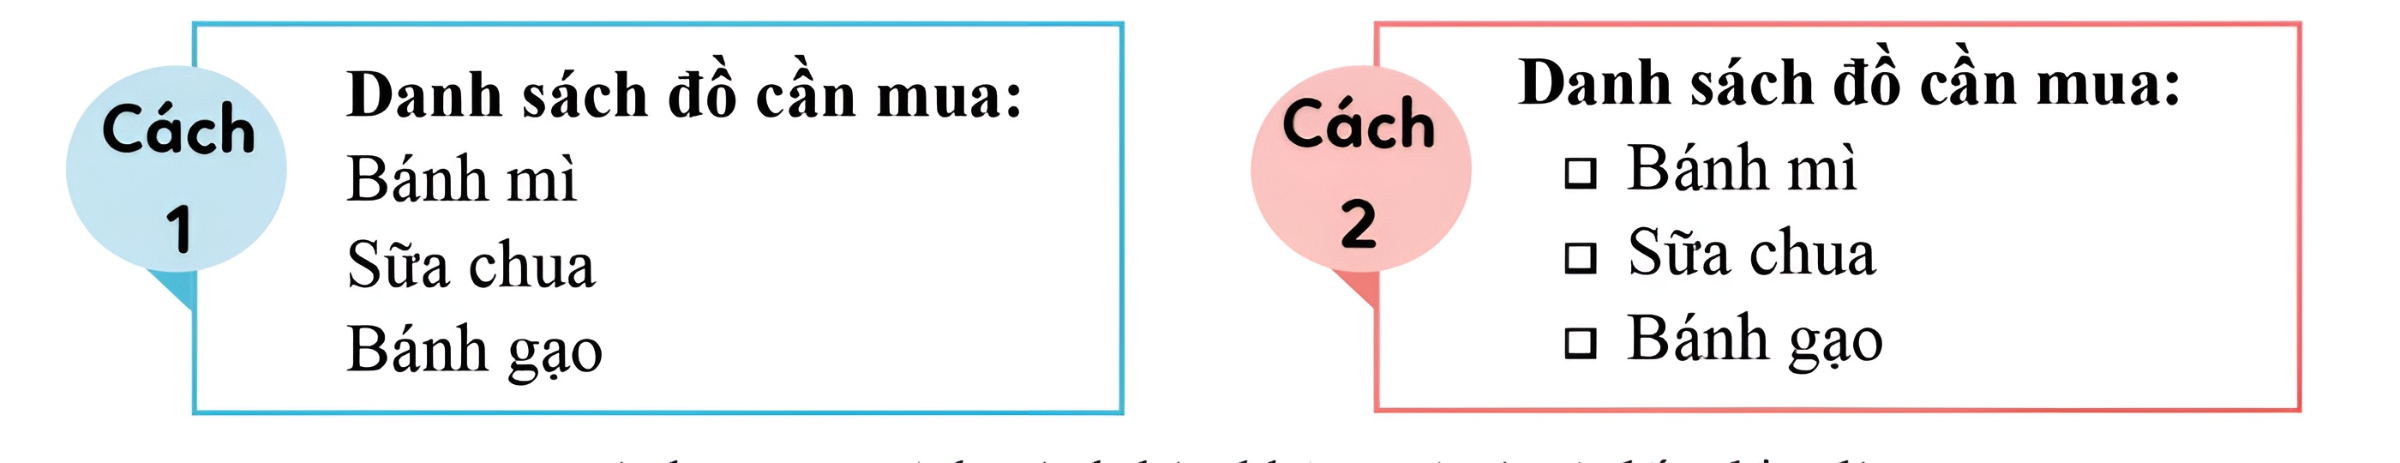 Cách
1
Danh sách đồ cần mua:
Bánh mì
Sữa chua
Bánh gạo
Cách
2
Danh sách đồ cần mua:
□ Bánh mì
□ Sữa chua
□ Bánh gạo